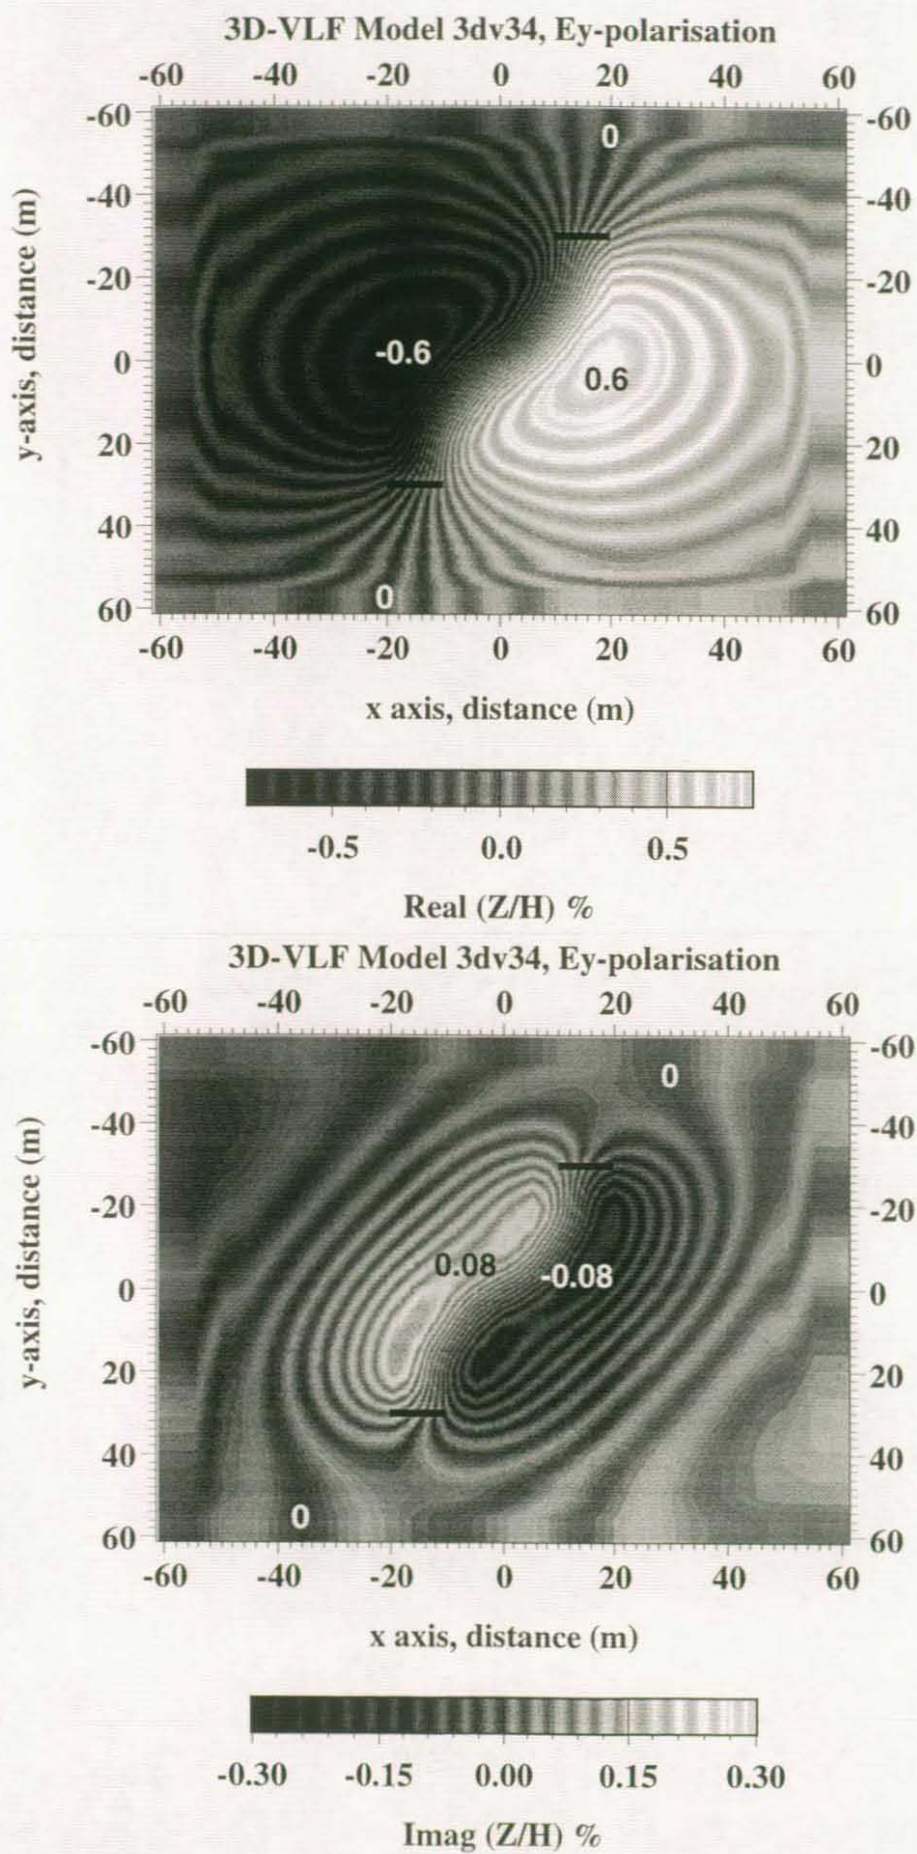 3D-VLF Model 3dv34, Ey-polarisation
-60 -40 -20 0 20 40 60
-60 0 -60
-40 -40
-20 -20
0 -0.6 0.6 0
20 20
40 40
60 0 60
y-axis, distance (m)
-60 -40 -20 0 20 40 60
x axis, distance (m)
-0.5 0.0 0.5
Real (Z/H) %
3D-VLF Model 3dv34, Ey-polarisation
-60 -40 -20 0 20 40 60
-60 0 -60
-40 -40
-20 -20
0 0.08 -0.08 0
20 20
40 40
60 0 60
y-axis, distance (m)
-60 -40 -20 0 20 40 60
x axis, distance (m)
-0.30 -0.15 0.00 0.15 0.30
Imag (Z/H) %